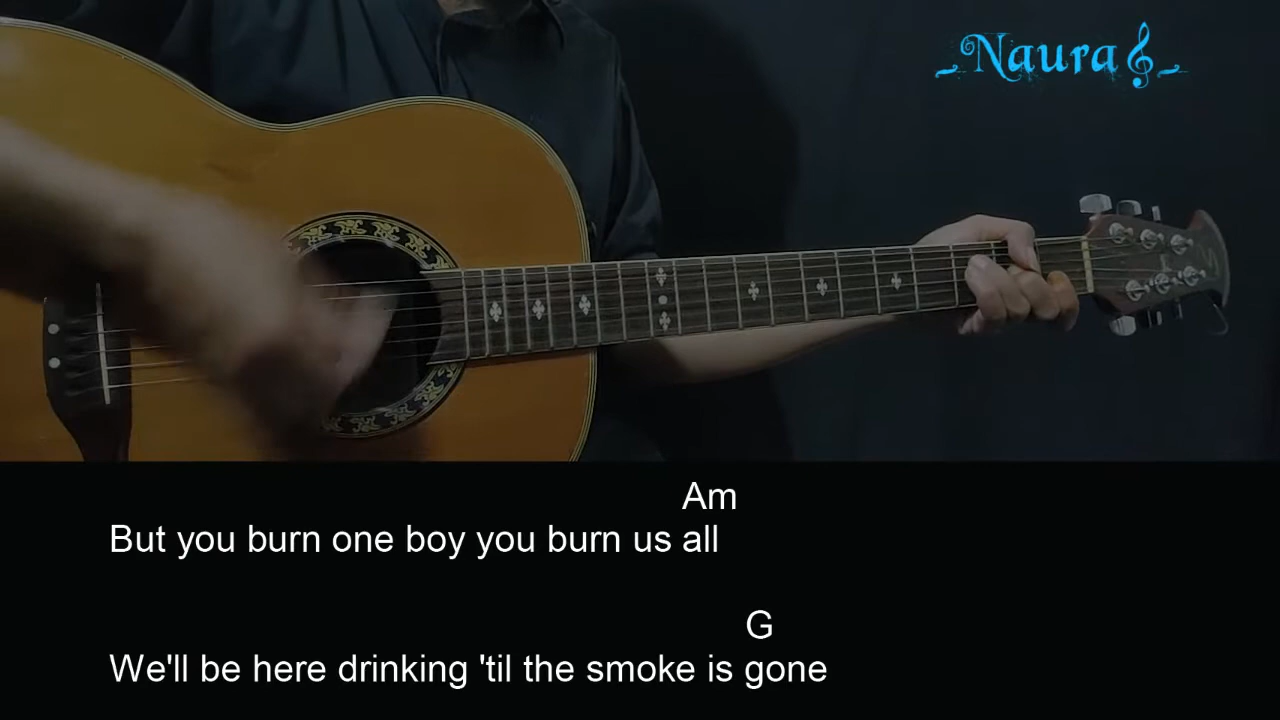 Naura
Am
But you burn one boy you burn us all
G
We'll be here drinking 'til the smoke is gone